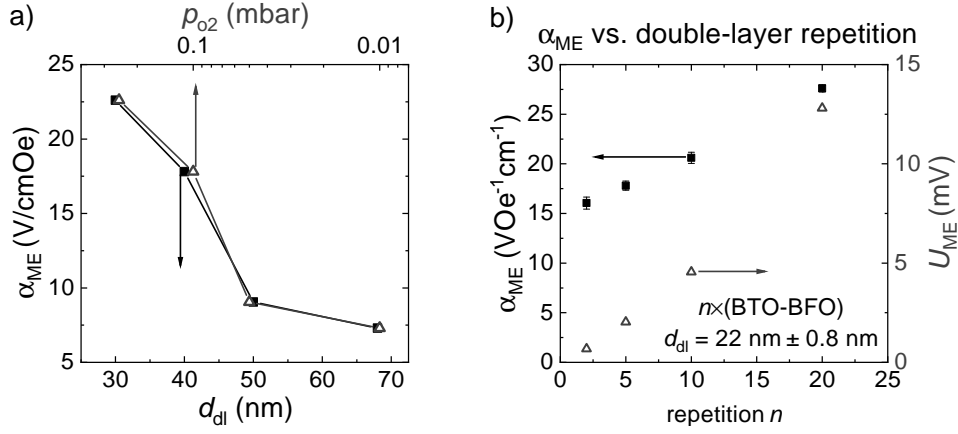 a)
p_o2 (mbar)
0.1 0.01
α_ME (V/cmOe)
25
20
15
10
5
30 40 50 60 70
d_dl (nm)
b)
α_ME vs. double-layer repetition
α_ME (VOe⁻¹cm⁻¹)
30
25
20
15
10
5
0
15
10
5
0
U_ME (mV)
n×(BTO-BFO)
d_dl = 22 nm ± 0.8 nm
0 5 10 15 20 25
repetition n